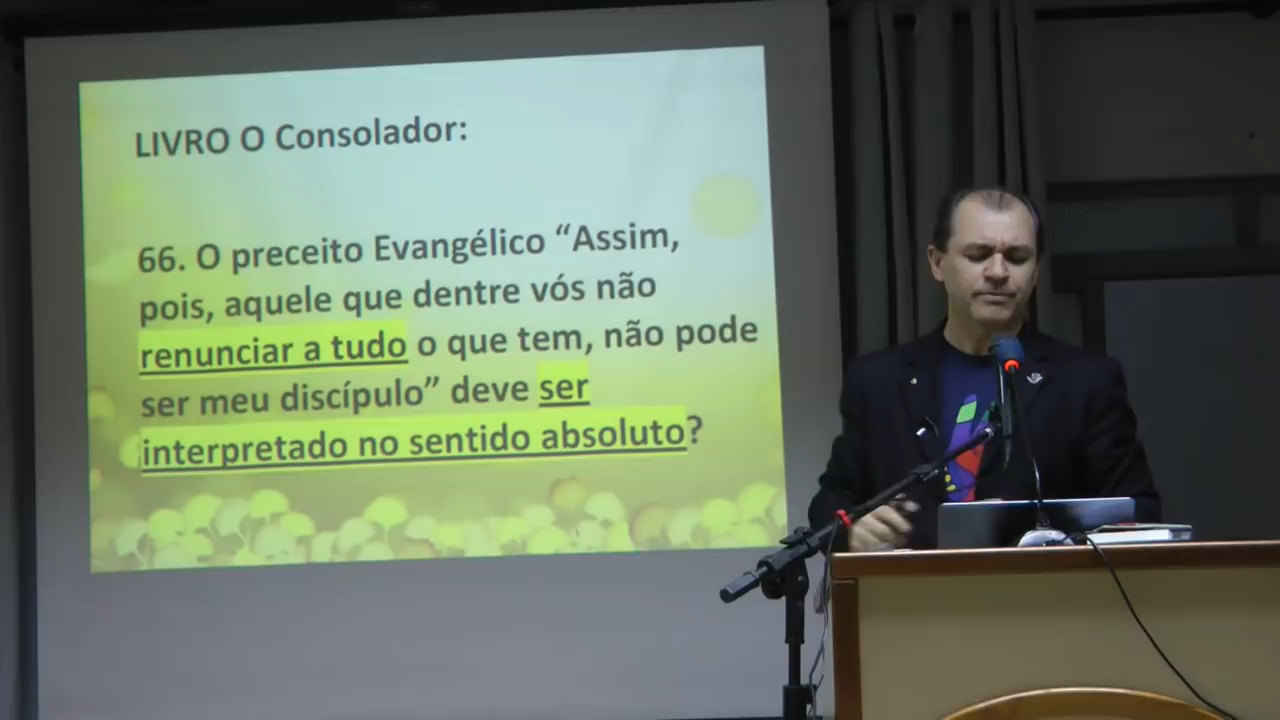 LIVRO O Consolador:
66. O preceito Evangélico “Assim,
pois, aquele que dentre vós não
renunciar a tudo o que tem, não pode
ser meu discípulo” deve ser
interpretado no sentido absoluto?